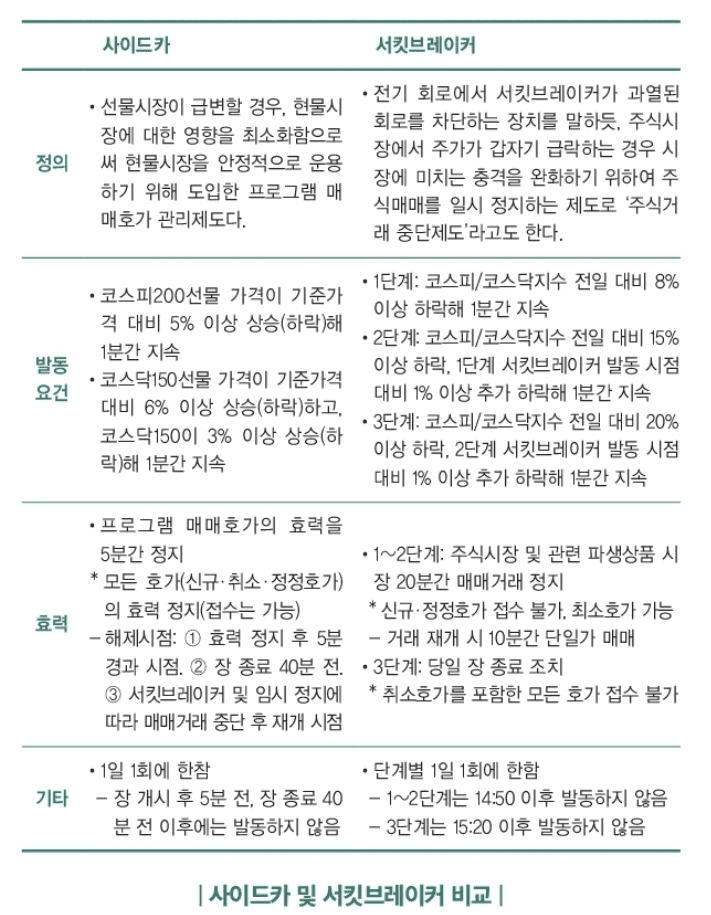 사이드카
서킷브레이커
정의
• 선물시장이 급변할 경우, 현물시
장에 대한 영향을 최소화함으로
써 현물시장을 안정적으로 운용
하기 위해 도입한 프로그램 매
매호가 관리제도다.
• 전기 회로에서 서킷브레이커가 과열된
회로를 차단하는 장치를 말하듯, 주식시
장에서 주가가 갑자기 급락하는 경우 시
장에 미치는 충격을 완화하기 위하여 주
식매매를 일시 정지하는 제도로 ‘주식거
래 중단제도’라고도 한다.
발동
요건
• 코스피200선물 가격이 기준가
격 대비 5% 이상 상승(하락)해
1분간 지속
• 코스닥150선물 가격이 기준가격
대비 6% 이상 상승(하락)하고,
코스닥150이 3% 이상 상승(하
락)해 1분간 지속
• 1단계: 코스피/코스닥지수 전일 대비 8%
이상 하락해 1분간 지속
• 2단계: 코스피/코스닥지수 전일 대비 15%
이상 하락, 1단계 서킷브레이커 발동 시점
대비 1% 이상 추가 하락해 1분간 지속
• 3단계: 코스피/코스닥지수 전일 대비 20%
이상 하락, 2단계 서킷브레이커 발동 시점
대비 1% 이상 추가 하락해 1분간 지속
효력
• 프로그램 매매호가의 효력을
5분간 정지
* 모든 호가(신규·취소·정정호가)
의 효력 정지(접수는 가능)
– 해제시점: ① 효력 정지 후 5분
경과 시점. ② 장 종료 40분 전.
③ 서킷브레이커 및 임시 정지에
따라 매매거래 중단 후 재개 시점
• 1~2단계: 주식시장 및 관련 파생상품 시
장 20분간 매매거래 정지
* 신규·정정호가 접수 불가, 최소호가 가능
– 거래 재개 시 10분간 단일가 매매
• 3단계: 당일 장 종료 조치
* 취소호가를 포함한 모든 호가 접수 불가
기타
• 1일 1회에 한참
– 장 개시 후 5분 전, 장 종료 40
분 전 이후에는 발동하지 않음
• 단계별 1일 1회에 한함
– 1~2단계는 14:50 이후 발동하지 않음
– 3단계는 15:20 이후 발동하지 않음
| 사이드카 및 서킷브레이커 비교 |